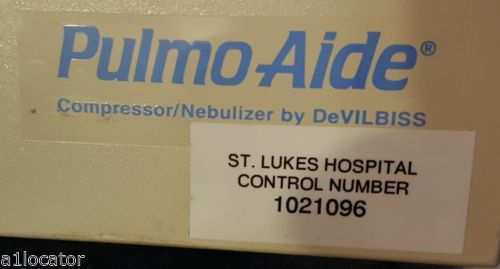 Pulmo-Aide®
Compressor/Nebulizer by DeVILBISS
ST. LUKES HOSPITAL
CONTROL NUMBER
1021096
a1locator